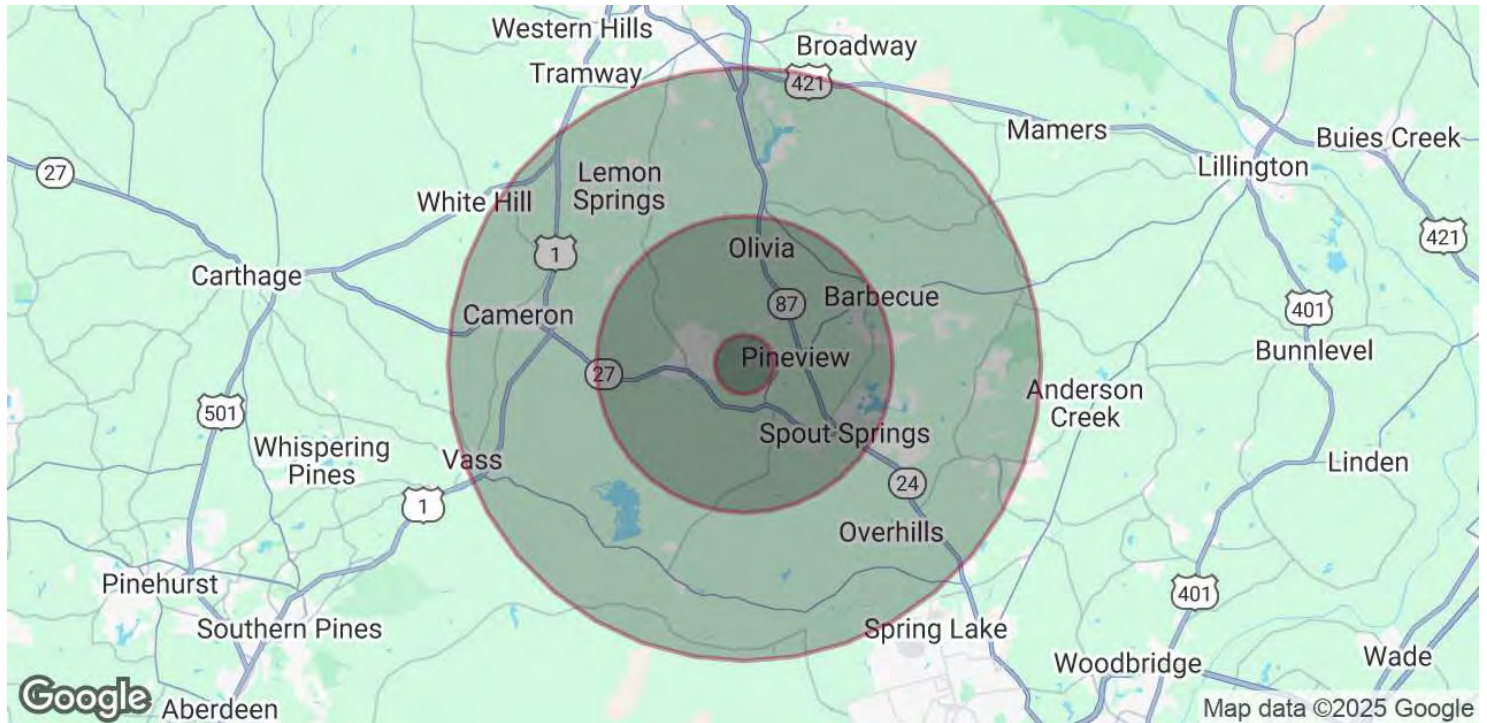 Western Hills
Broadway
Tramway
421
Mamers
Buies Creek
Lillington
27
Lemon
Springs
White Hill
Olivia
421
1
Carthage
87
Barbecue
401
Cameron
Pineview
Bunnlevel
27
Anderson
Creek
501
Spout Springs
Whispering
Pines
Vass
Linden
24
1
Overhills
Pinehurst
401
Southern Pines
Spring Lake
Woodbridge
Wade
Google
Aberdeen
Map data ©2025 Google